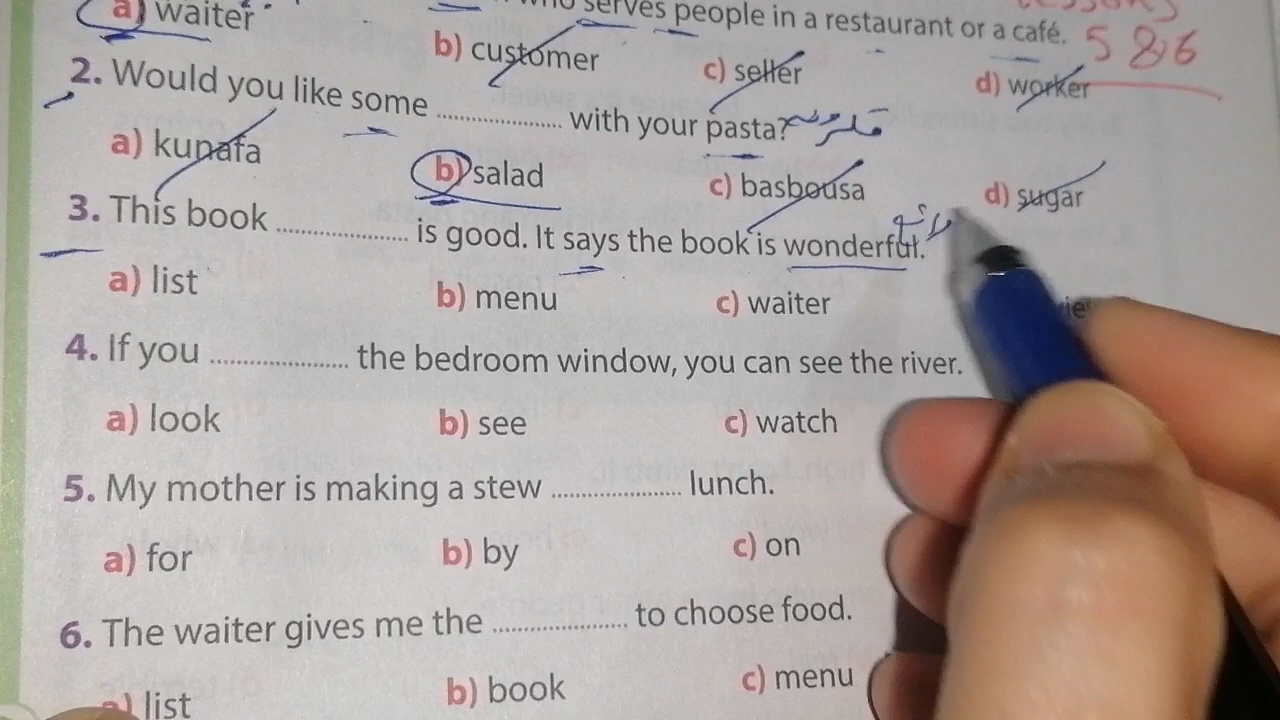 a) waiter
serves people in a restaurant or a café.
b) customer c) seller d) worker
5 & 6
2. Would you like some .................... with your pasta?
a) kunafa b) salad c) basbousa d) sugar
3. This book .................... is good. It says the book is wonderful.
a) list b) menu c) waiter
4. If you .................... the bedroom window, you can see the river.
a) look b) see c) watch
5. My mother is making a stew .................... lunch.
a) for b) by c) on
6. The waiter gives me the .................... to choose food.
a) list b) book c) menu